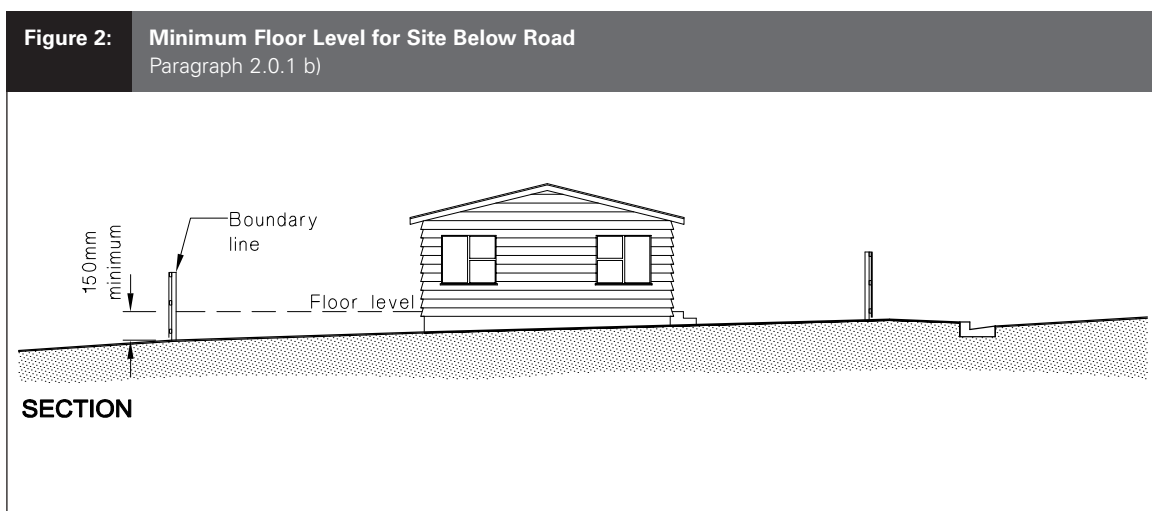 Figure 2: Minimum Floor Level for Site Below Road
Paragraph 2.0.1 b)
Boundary
line
150mm
minimum
Floor level
SECTION